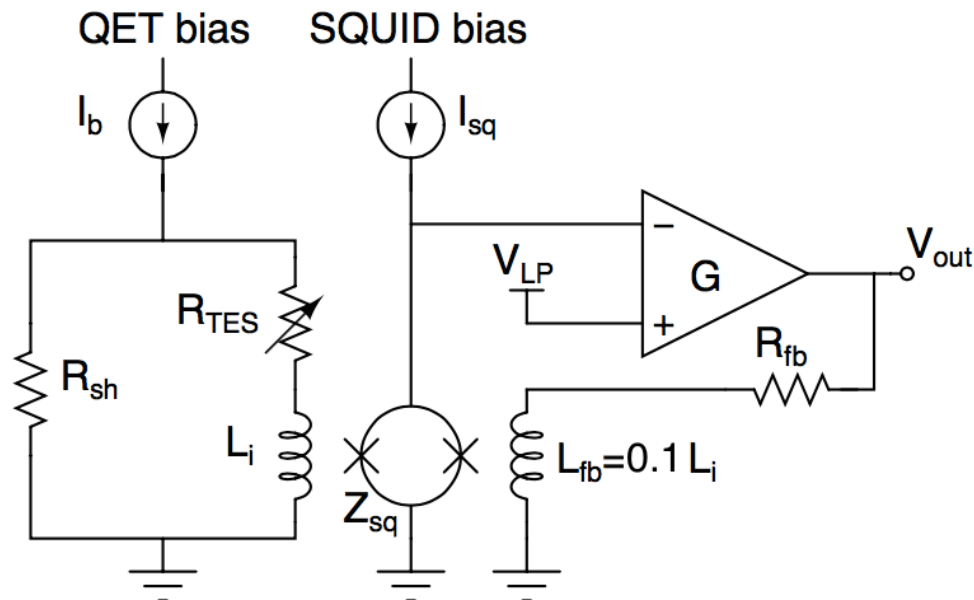 QET bias
SQUID bias
I_b
I_sq
V_LP
−
+
G
V_out
R_TES
R_sh
R_fb
L_i
Z_sq
L_fb=0.1 L_i